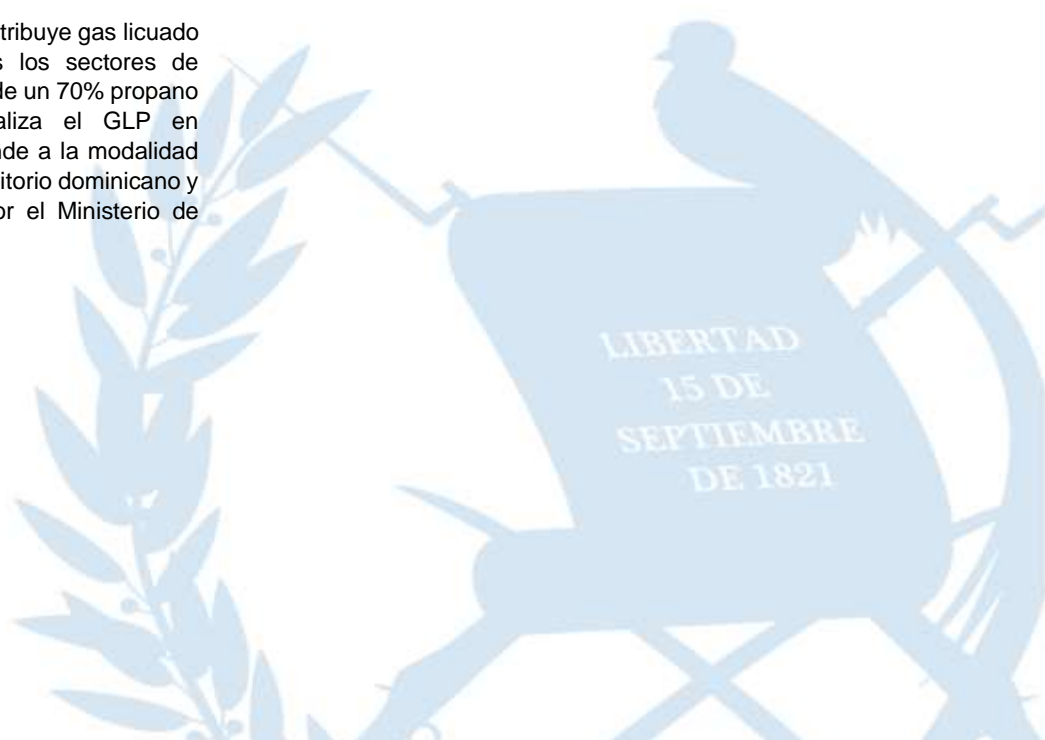 tribuye gas licuado
los sectores de
de un 70% propano
aliza el GLP en
nde a la modalidad
itorio dominicano y
or el Ministerio de
LIBERTAD
15 DE
SEPTIEMBRE
DE 1821